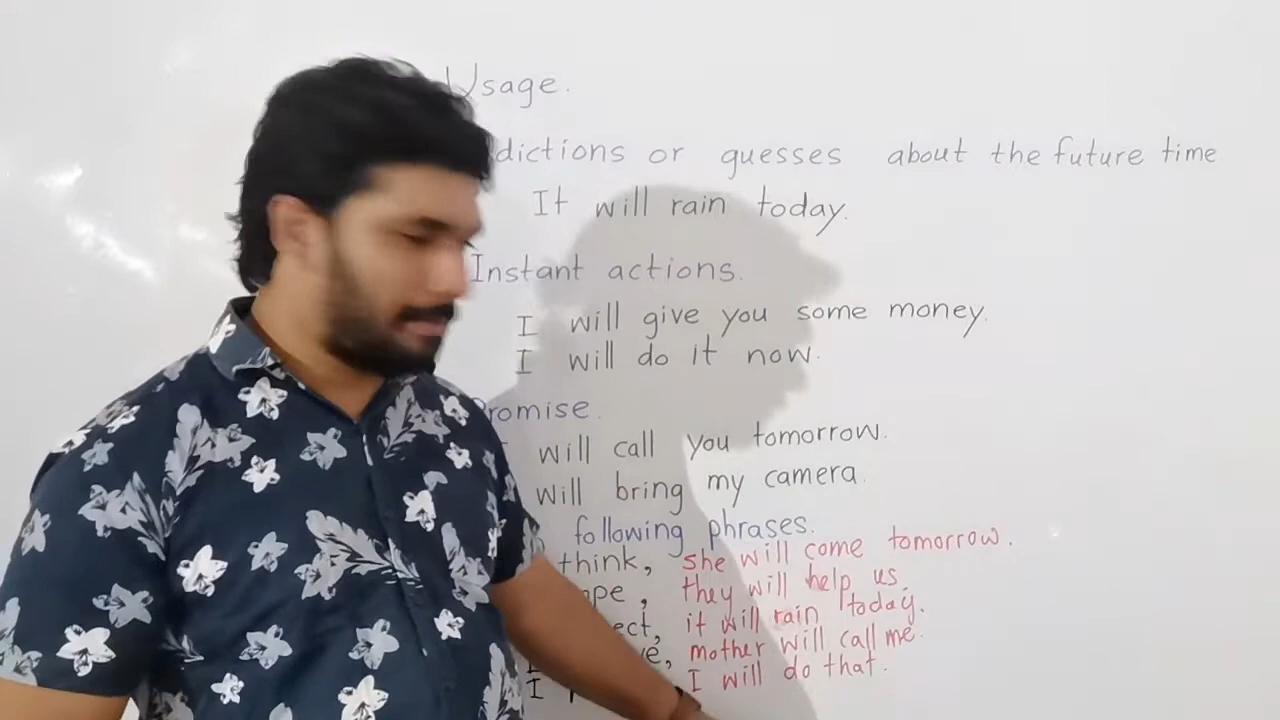 Usage.
dictions or guesses about the future time
It will rain today.
Instant actions.
I will give you some money.
I will do it now.
Promise.
will call you tomorrow.
will bring my camera.
following phrases.
think, she will come tomorrow.
they will help us.
it will rain today.
mother will call me.
I I will do that.